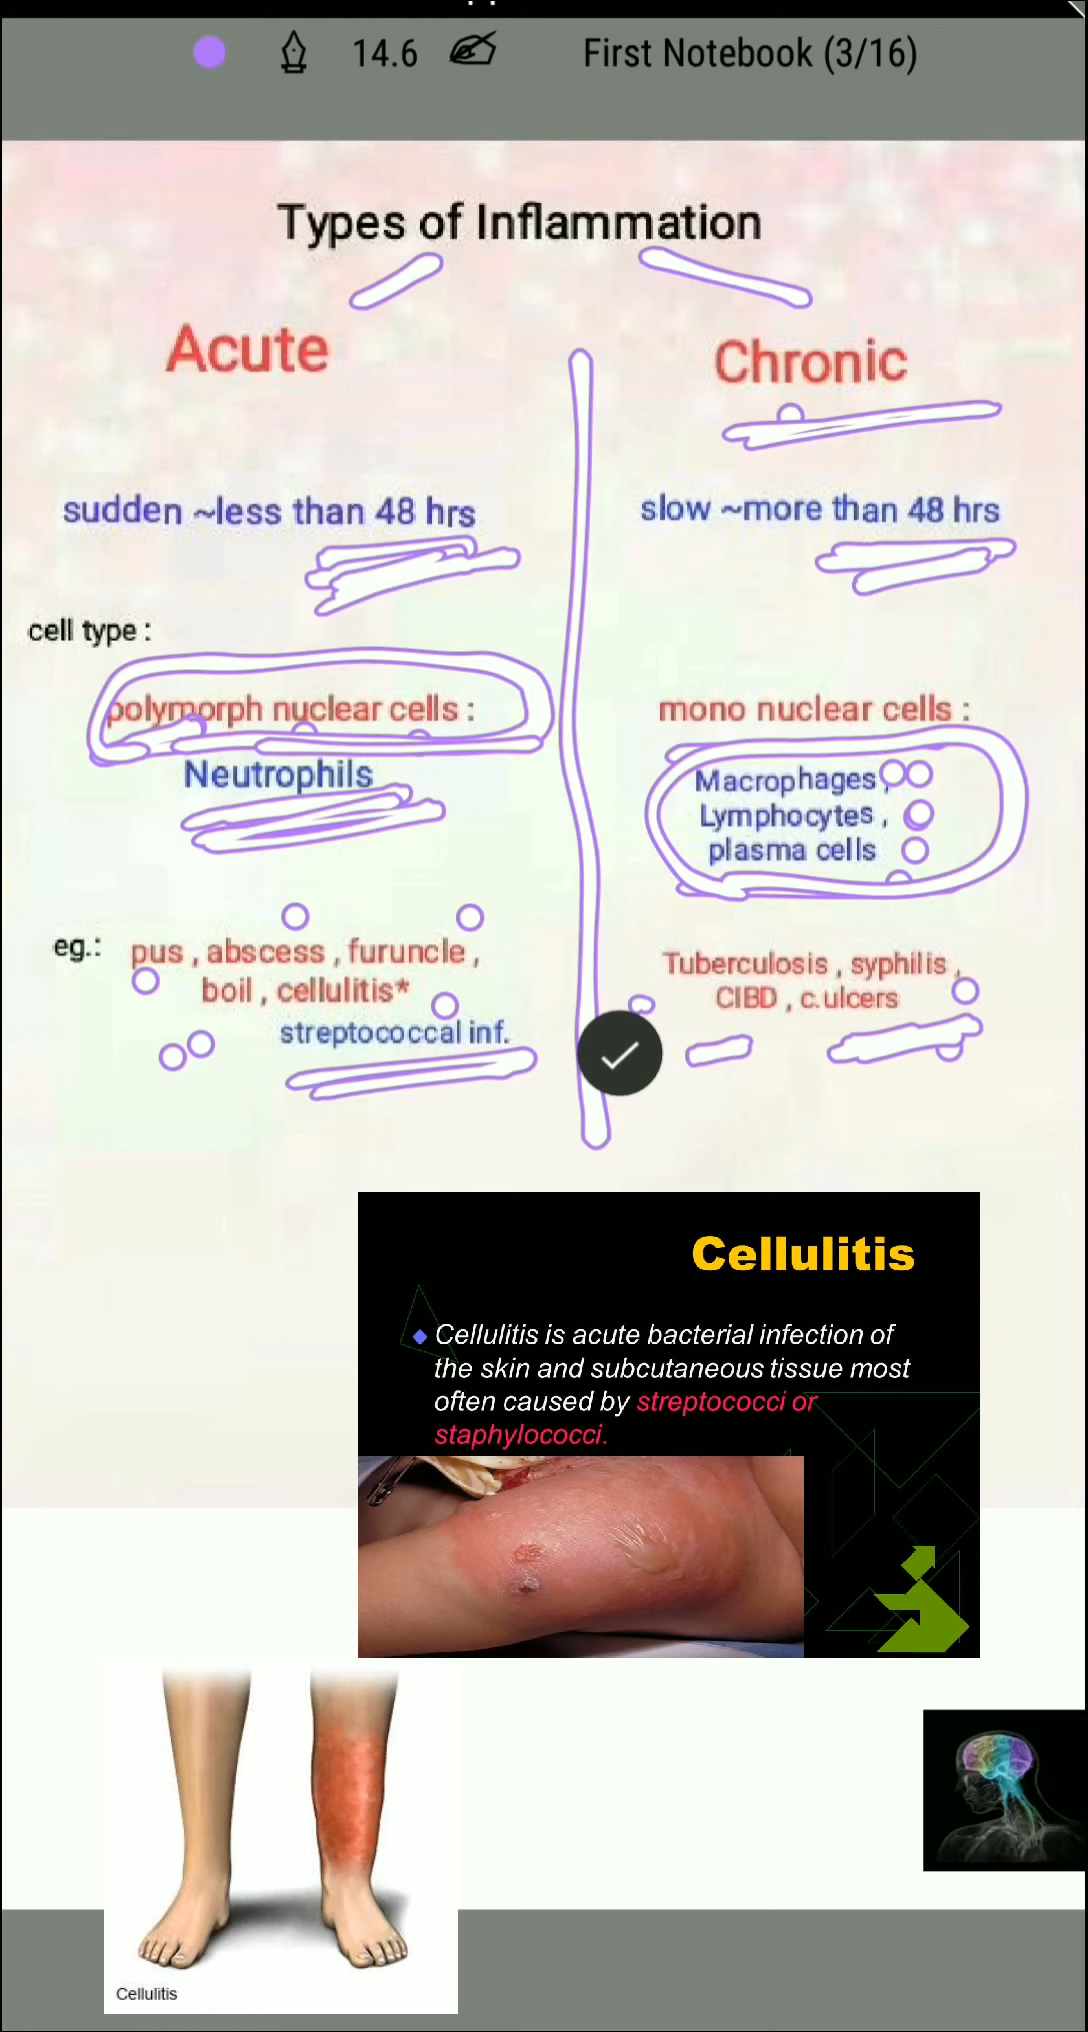 14.6
First Notebook (3/16)
Types of Inflammation
Acute
sudden ~less than 48 hrs
cell type :
polymorph nuclear cells :
Neutrophils
eg.: pus , abscess , furuncle ,
boil , cellulitis*
streptococcal inf.
Chronic
slow ~more than 48 hrs
mono nuclear cells :
Macrophages ,
Lymphocytes ,
plasma cells
Tuberculosis , syphilis ,
CIBD , c.ulcers
Cellulitis
Cellulitis is acute bacterial infection of
the skin and subcutaneous tissue most
often caused by streptococci or
staphylococci.
Cellulitis